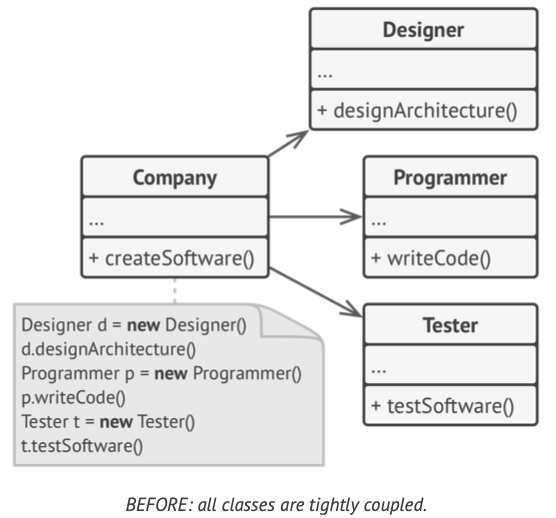 Designer
...
+ designArchitecture()
Company
...
+ createSoftware()
Programmer
...
+ writeCode()
Tester
...
+ testSoftware()
Designer d = new Designer()
d.designArchitecture()
Programmer p = new Programmer()
p.writeCode()
Tester t = new Tester()
t.testSoftware()
BEFORE: all classes are tightly coupled.